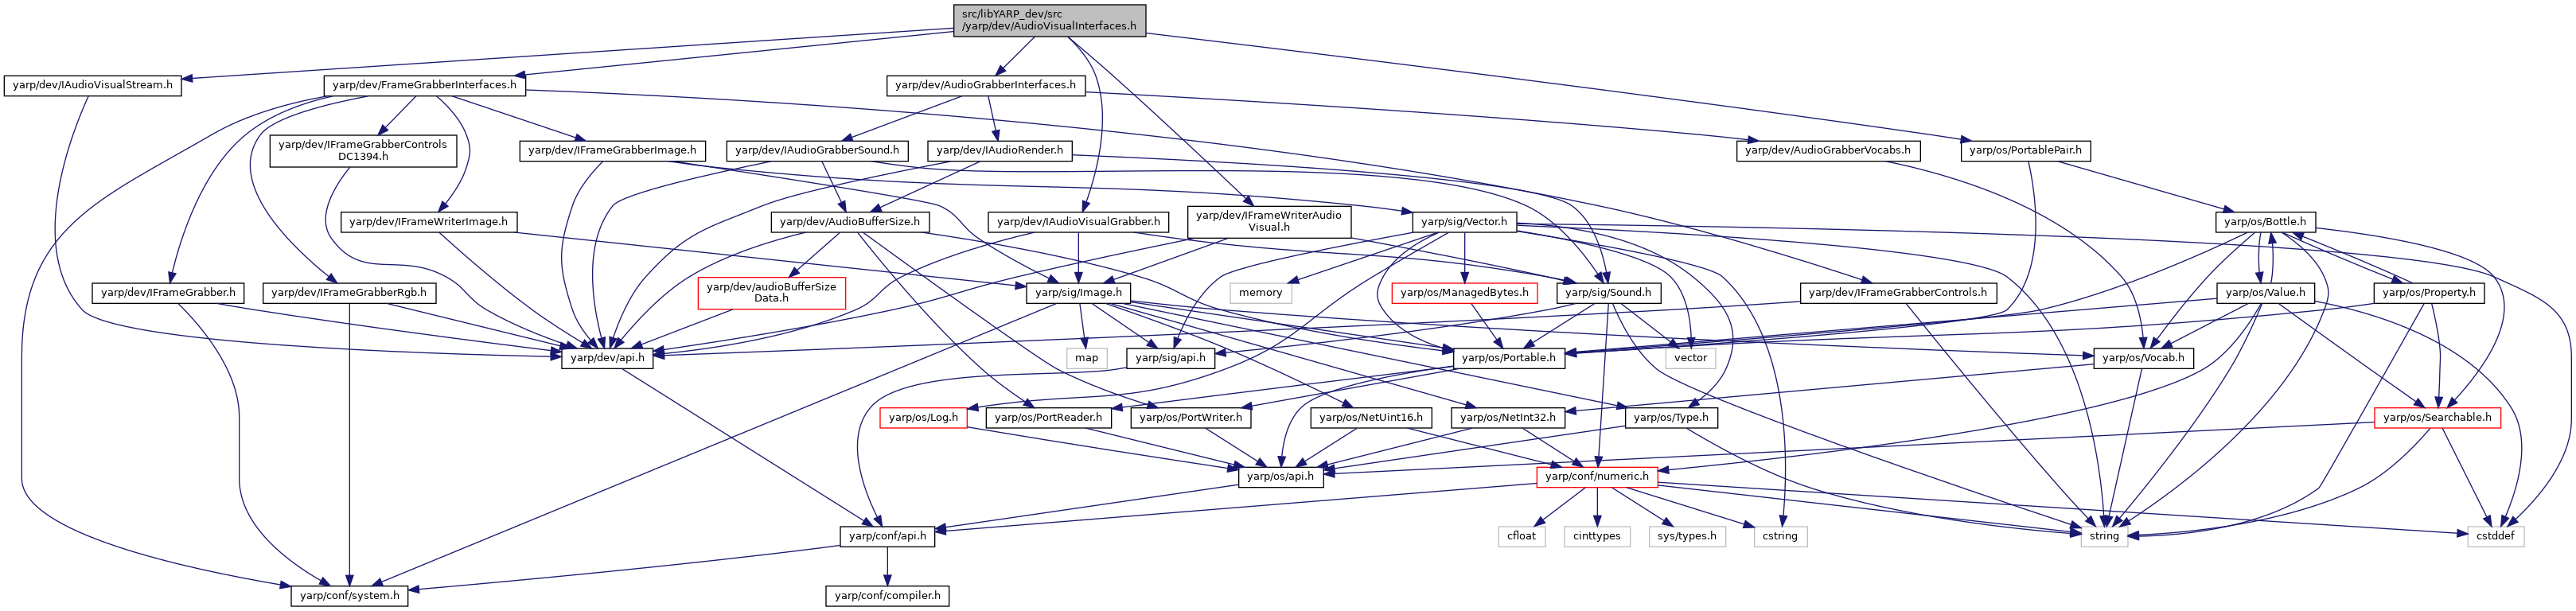 src/libYARP_dev/src
/yarp/dev/AudioVisualInterfaces.h
yarp/dev/IAudioVisualStream.h
yarp/dev/FrameGrabberInterfaces.h
yarp/dev/AudioGrabberInterfaces.h
yarp/dev/IFrameGrabberControls
DC1394.h
yarp/dev/IFrameGrabberImage.h
yarp/dev/IAudioGrabberSound.h
yarp/dev/IAudioRender.h
yarp/dev/AudioGrabberVocabs.h
yarp/os/PortablePair.h
yarp/dev/IFrameWriterImage.h
yarp/dev/AudioBufferSize.h
yarp/dev/IAudioVisualGrabber.h
yarp/dev/IFrameWriterAudio
Visual.h
yarp/sig/Vector.h
yarp/os/Bottle.h
yarp/dev/IFrameGrabber.h
yarp/dev/IFrameGrabberRgb.h
yarp/dev/audioBufferSize
Data.h
yarp/sig/Image.h
memory
yarp/os/ManagedBytes.h
yarp/sig/Sound.h
yarp/dev/IFrameGrabberControls.h
yarp/os/Value.h
yarp/os/Property.h
yarp/dev/api.h
map
yarp/sig/api.h
yarp/os/Portable.h
vector
yarp/os/Vocab.h
yarp/os/Log.h
yarp/os/PortReader.h
yarp/os/PortWriter.h
yarp/os/NetUint16.h
yarp/os/NetInt32.h
yarp/os/Type.h
yarp/os/Searchable.h
yarp/os/api.h
yarp/conf/numeric.h
yarp/conf/api.h
cfloat
cinttypes
sys/types.h
cstring
string
cstddef
yarp/conf/system.h
yarp/conf/compiler.h